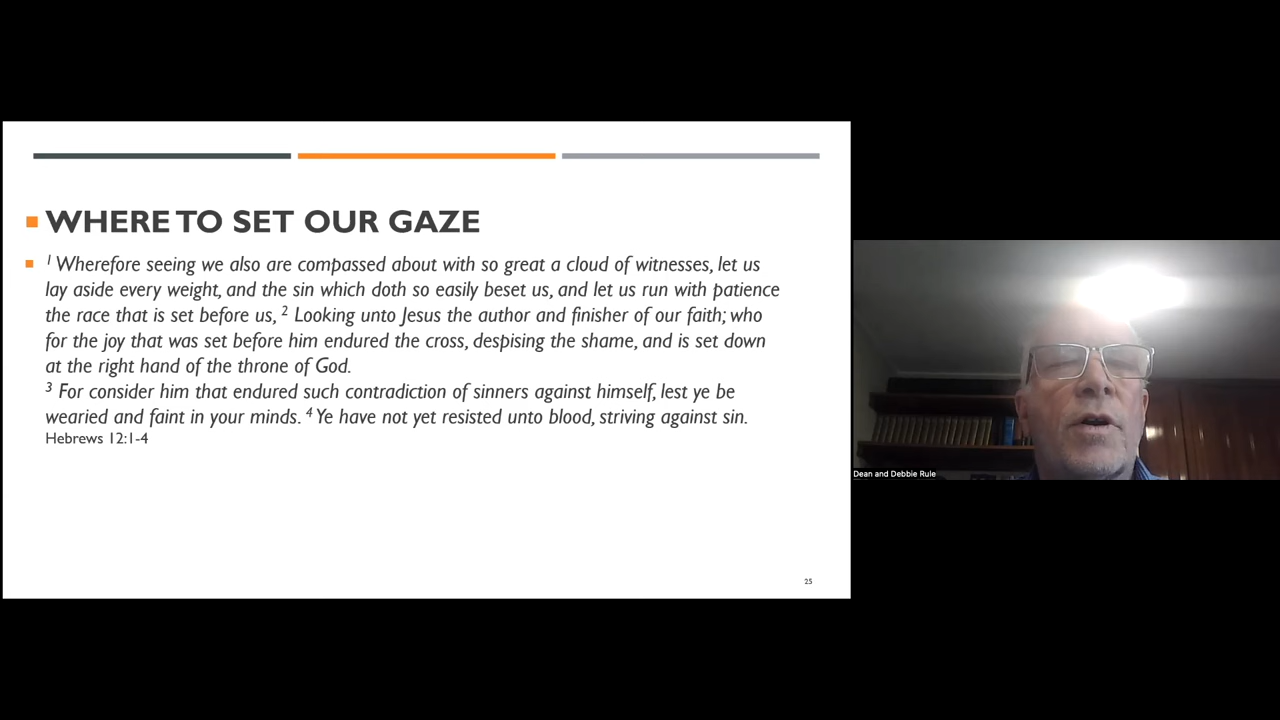 WHERE TO SET OUR GAZE
1 Wherefore seeing we also are compassed about with so great a cloud of witnesses, let us
lay aside every weight, and the sin which doth so easily beset us, and let us run with patience
the race that is set before us, 2 Looking unto Jesus the author and finisher of our faith; who
for the joy that was set before him endured the cross, despising the shame, and is set down
at the right hand of the throne of God.
3 For consider him that endured such contradiction of sinners against himself, lest ye be
wearied and faint in your minds. 4 Ye have not yet resisted unto blood, striving against sin.
Hebrews 12:1-4
25
Dean and Debbie Rule